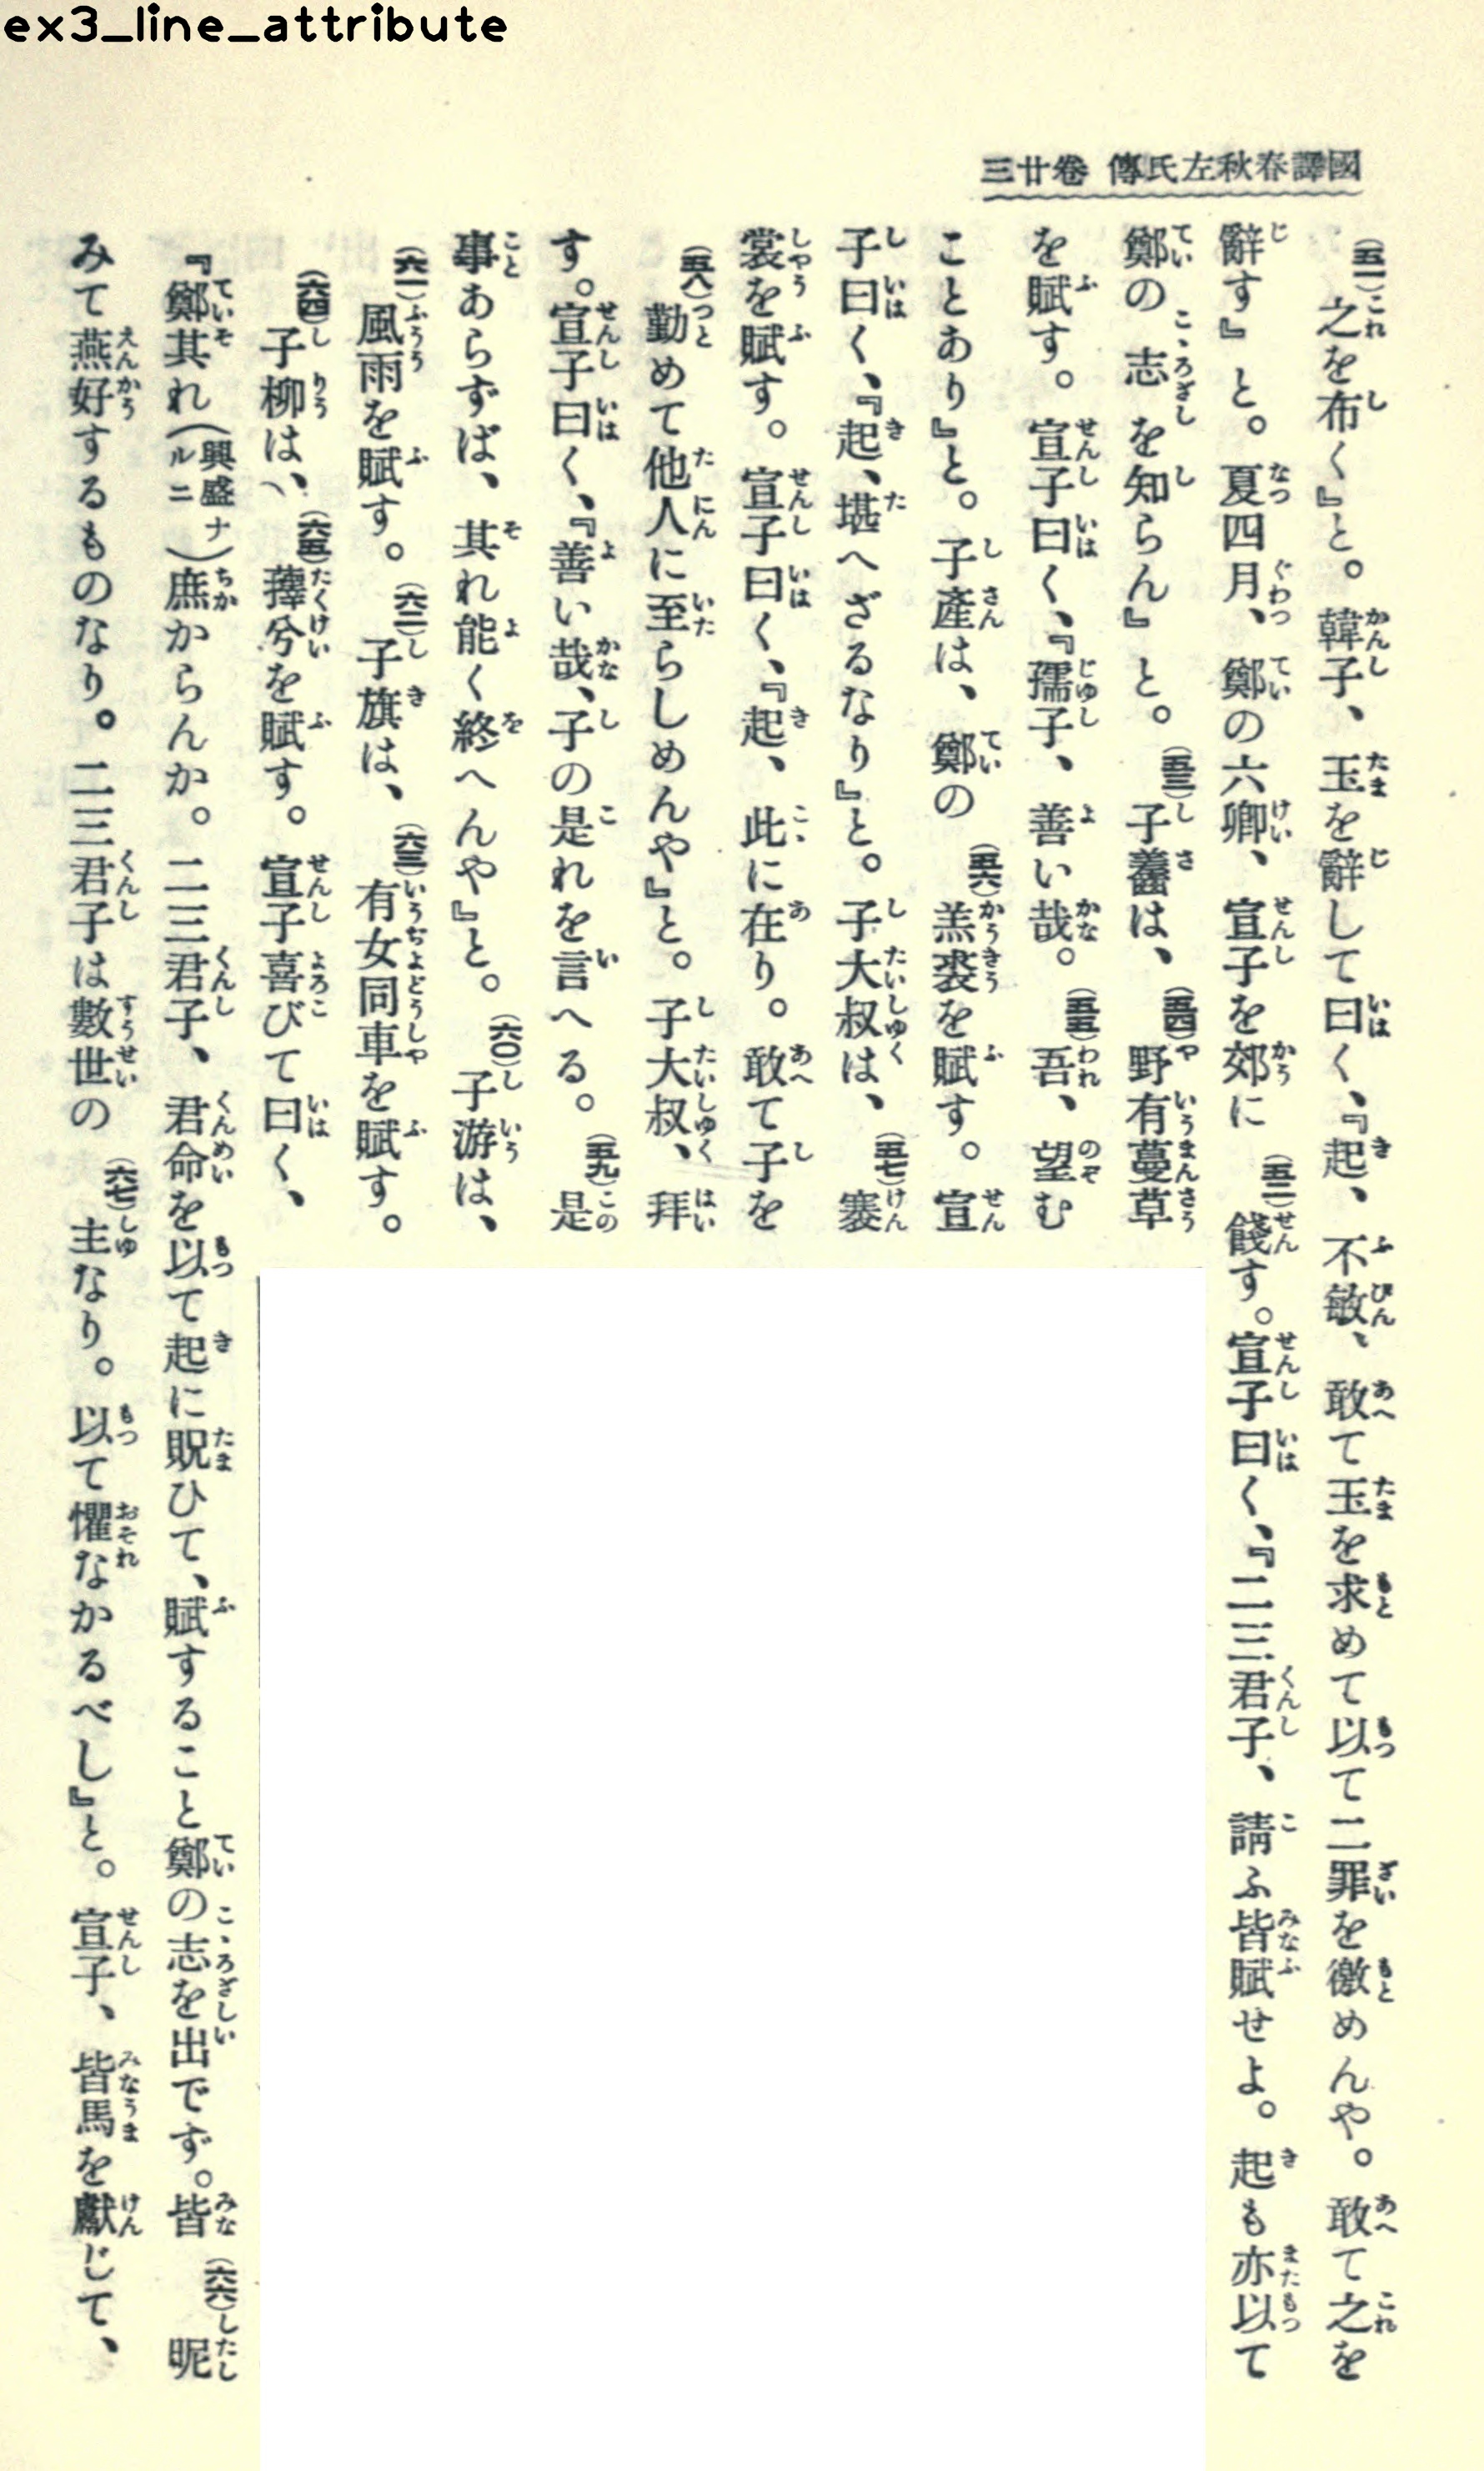 ex3_line_attribute
國譯春秋左氏傳 卷廿三
(五一)之を布く』と。韓子、玉を辭して曰く、『起、不敏、敢て玉を求めて以て二罪を徼めんや。敢て之を
辭す』と。夏四月、鄭の六卿、宣子を郊に(五二)餞す。宣子曰く、『二三君子、請ふ皆賦せよ。起も亦以て
鄭の志を知らん』と。(五三)子齹は、(五四)野有蔓草
を賦す。宣子曰く、『孺子、善い哉。(五五)吾、望む
ことあり』と。子產は、鄭の(五六)羔裘を賦す。宣
子曰く、『起、堪へざるなり』と。子大叔は、(五七)褰
裳を賦す。宣子曰く、『起、此に在り。敢て子を
(五八)勤めて他人に至らしめんや』と。子大叔、拜
す。宣子曰く、『善い哉、子の是れを言へる。(五九)是
事あらずば、其れ能く終へんや』と。(六〇)子游は、
(六一)風雨を賦す。(六二)子旗は、(六三)有女同車を賦す。
(六四)子柳は、(六五)蘀兮を賦す。宣子喜びて曰く、
『鄭其れ(興盛ナルニ)庶からんか。二三君子、君命を以て起に貺ひて、賦すること鄭の志を出でず。皆(六六)昵
みて燕好するものなり。二三君子は數世の(六七)主なり。以て懼なかるべし』と。宣子、皆馬を獻じて、